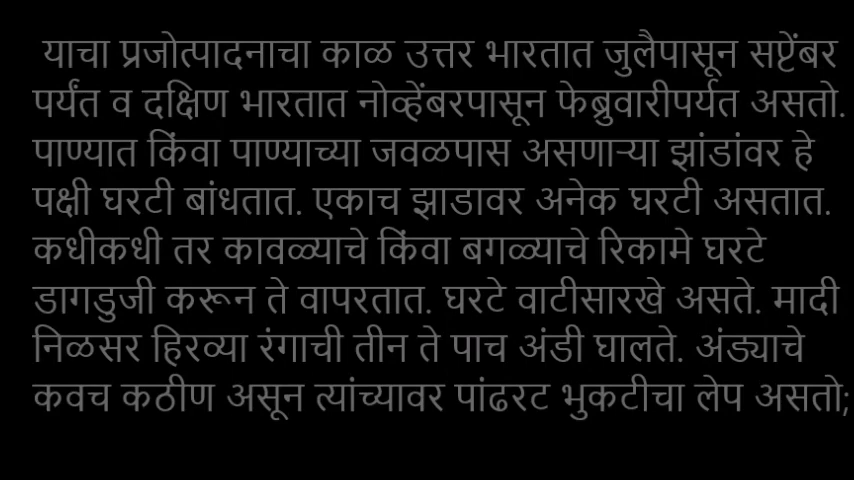 याचा प्रजोत्पादनाचा काळ उत्तर भारतात जुलैपासून सप्टेंबर
पर्यंत व दक्षिण भारतात नोव्हेंबरपासून फेब्रुवारीपर्यत असतो.
पाण्यात किंवा पाण्याच्या जवळपास असणाऱ्या झांडांवर हे
पक्षी घरटी बांधतात. एकाच झाडावर अनेक घरटी असतात.
कधीकधी तर कावळ्याचे किंवा बगळ्याचे रिकामे घरटे
डागडुजी करून ते वापरतात. घरटे वाटीसारखे असते. मादी
निळसर हिरव्या रंगाची तीन ते पाच अंडी घालते. अंड्याचे
कवच कठीण असून त्यांच्यावर पांढरट भुकटीचा लेप असतो;